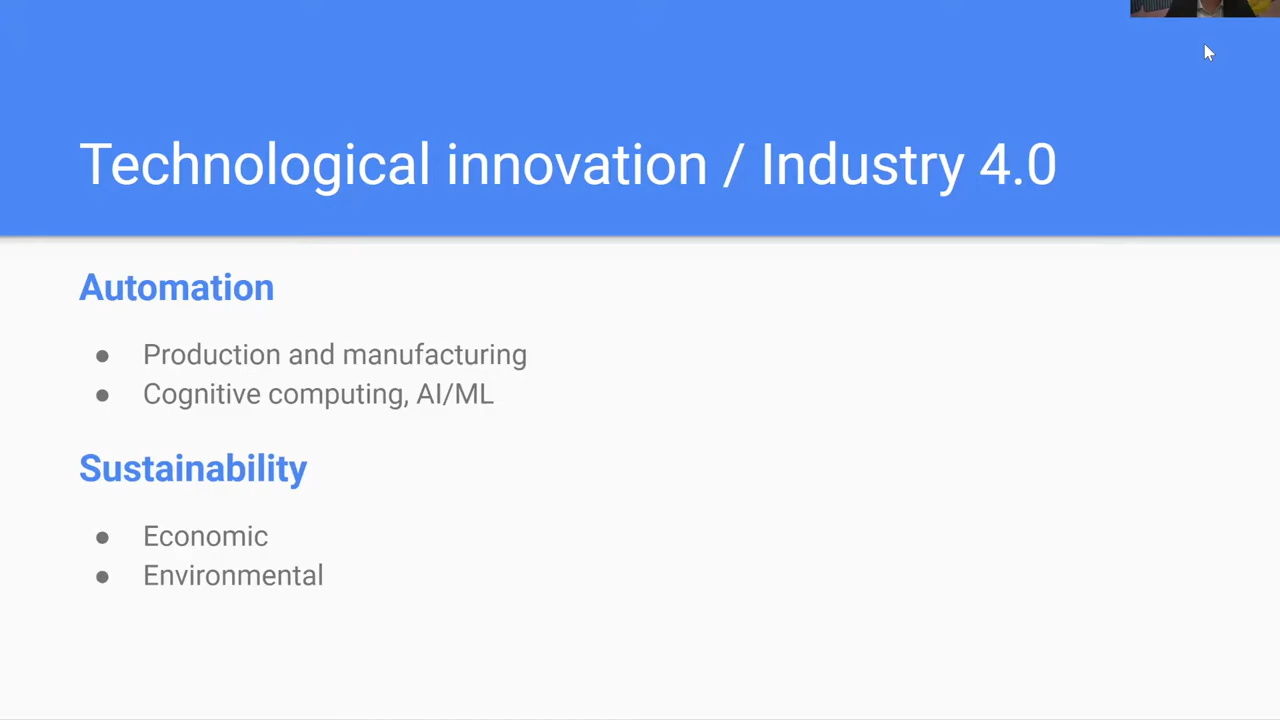 Technological innovation / Industry 4.0
Automation
● Production and manufacturing
● Cognitive computing, AI/ML
Sustainability
● Economic
● Environmental